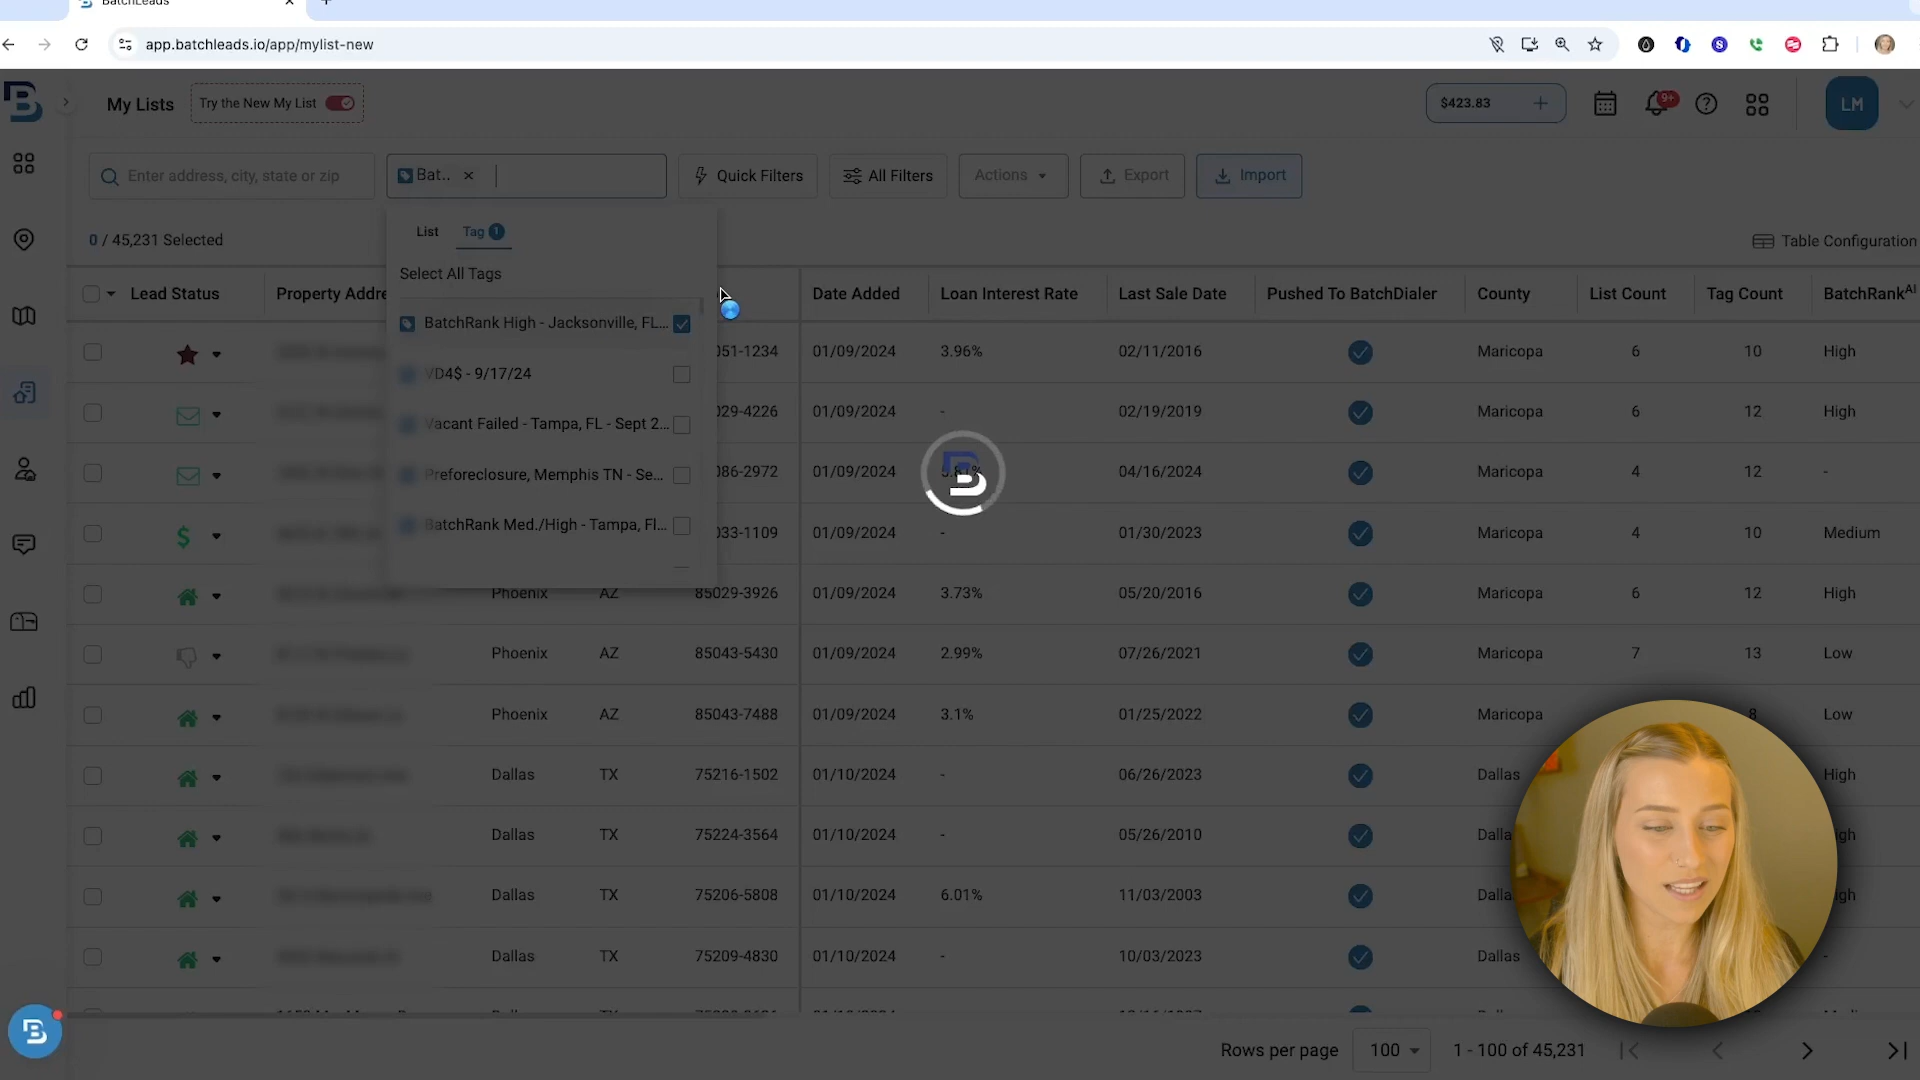 BatchLeads
app.batchleads.io/app/mylist-new
My Lists
Try the New My List
$423.83
9+
LM
Enter address, city, state or zip
Bat..
Quick Filters
All Filters
Actions
Export
Import
0 / 45,231 Selected
Table Configuration
List
Tag 1
Select All Tags
BatchRank High - Jacksonville, FL...
VD4$ - 9/17/24
Vacant Failed - Tampa, FL - Sept 2...
Preforeclosure, Memphis TN - Se...
BatchRank Med./High - Tampa, Fl...
Lead Status Property Addre Date Added Loan Interest Rate Last Sale Date Pushed To BatchDialer County List Count Tag Count BatchRank AI
051-1234 01/09/2024 3.96% 02/11/2016 Maricopa 6 10 High
029-4226 01/09/2024 - 02/19/2019 Maricopa 6 12 High
086-2972 01/09/2024 04/16/2024 Maricopa 4 12 -
033-1109 01/09/2024 - 01/30/2023 Maricopa 4 10 Medium
Phoenix AZ 85029-3926 01/09/2024 3.73% 05/20/2016 Maricopa 6 12 High
Phoenix AZ 85043-5430 01/09/2024 2.99% 07/26/2021 Maricopa 7 13 Low
Phoenix AZ 85043-7488 01/09/2024 3.1% 01/25/2022 Maricopa 8 Low
Dallas TX 75216-1502 01/10/2024 - 06/26/2023 Dallas High
Dallas TX 75224-3564 01/10/2024 - 05/26/2010 Dalla igh
Dallas TX 75206-5808 01/10/2024 6.01% 11/03/2003 Dalla igh
Dallas TX 75209-4830 01/10/2024 - 10/03/2023 Dallas -
Rows per page 100 1 - 100 of 45,231